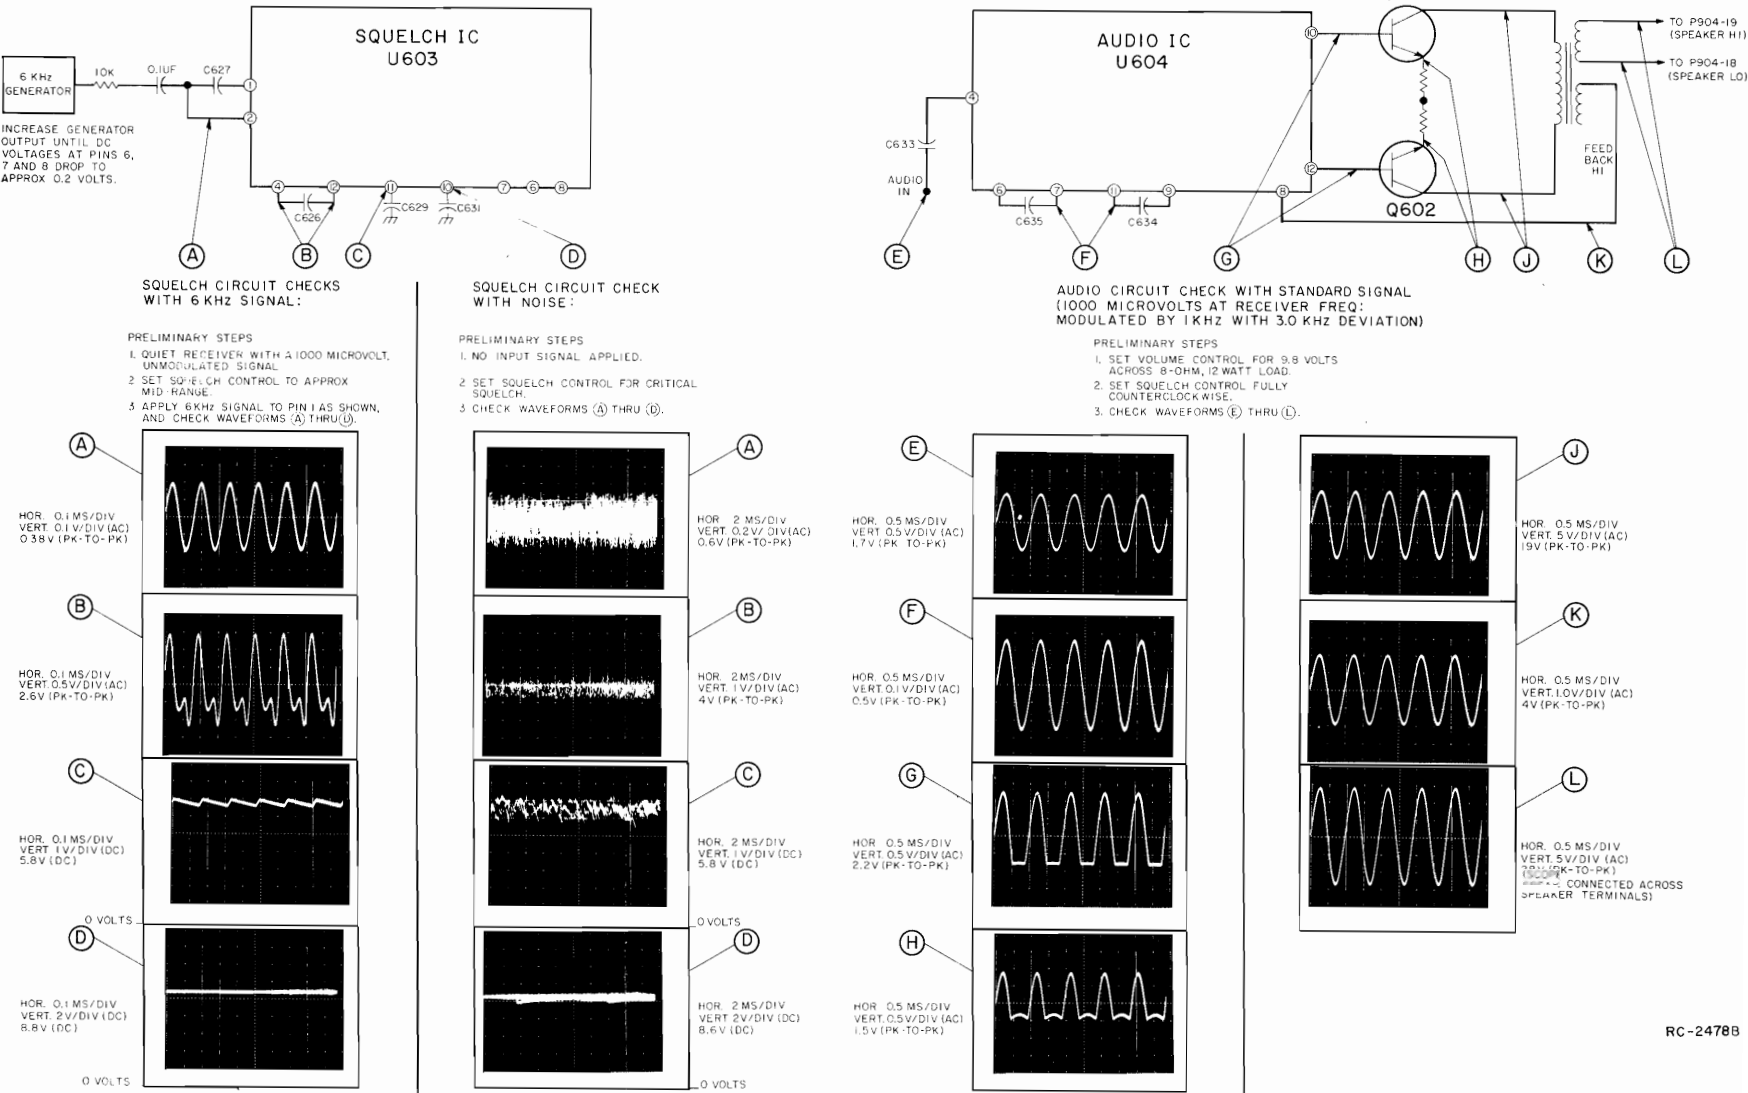 SQUELCH IC
U603
6 KHz
GENERATOR
10K
0.1UF
C627
1
2
INCREASE GENERATOR
OUTPUT UNTIL DC
VOLTAGES AT PINS 6,
7 AND 8 DROP TO
APPROX 0.2 VOLTS.
4
12
11
10
7
6
8
C626
C629
C631
A
B
C
D
AUDIO IC
U604
10
12
4
C633
AUDIO
IN
6
7
11
9
8
C635
C634
Q602
FEED
BACK
HI
TO P904-19
(SPEAKER HI)
TO P904-18
(SPEAKER LO)
E
F
G
H
J
K
L
SQUELCH CIRCUIT CHECKS
WITH 6 KHz SIGNAL:
PRELIMINARY STEPS
1. QUIET RECEIVER WITH A 1000 MICROVOLT,
UNMODULATED SIGNAL
2 SET SQUELCH CONTROL TO APPROX
MID-RANGE.
3 APPLY 6KHz SIGNAL TO PIN 1 AS SHOWN,
AND CHECK WAVEFORMS (A) THRU (D).
A
HOR. 0.1 MS/DIV
VERT. 0.1 V/DIV (AC)
0.38V (PK-TO-PK)
B
HOR. 0.1 MS/DIV
VERT. 0.5V/DIV (AC)
2.6V (PK-TO-PK)
C
HOR. 0.1 MS/DIV
VERT 1V/DIV (DC)
5.8V (DC)
0 VOLTS
D
HOR. 0.1 MS/DIV
VERT. 2V/DIV (DC)
8.8V (DC)
0 VOLTS
SQUELCH CIRCUIT CHECK
WITH NOISE:
PRELIMINARY STEPS
1. NO INPUT SIGNAL APPLIED.
2 SET SQUELCH CONTROL FOR CRITICAL
SQUELCH.
3 CHECK WAVEFORMS (A) THRU (D).
A
HOR 2 MS/DIV
VERT. 0.2V/DIV(AC)
0.6V (PK-TO-PK)
B
HOR. 2MS/DIV
VERT. 1V/DIV (AC)
4V (PK-TO-PK)
C
HOR. 2 MS/DIV
VERT. 1V/DIV (DC)
5.8V (DC)
0 VOLTS
D
HOR. 2 MS/DIV
VERT 2V/DIV (DC)
8.6V (DC)
0 VOLTS
AUDIO CIRCUIT CHECK WITH STANDARD SIGNAL
(1000 MICROVOLTS AT RECEIVER FREQ:
MODULATED BY 1KHz WITH 3.0 KHz DEVIATION)
PRELIMINARY STEPS
1. SET VOLUME CONTROL FOR 9.8 VOLTS
ACROSS 8-OHM, 12 WATT LOAD.
2. SET SQUELCH CONTROL FULLY
COUNTERCLOCKWISE.
3. CHECK WAVEFORMS (E) THRU (L).
E
HOR. 0.5 MS/DIV
VERT 0.5 V/DIV (AC)
1.7V (PK TO-PK)
F
HOR. 0.5 MS/DIV
VERT. 0.1 V/DIV (AC)
0.5V (PK-TO-PK)
G
HOR 0.5 MS/DIV
VERT. 0.5 V/DIV (AC)
2.2V (PK-TO-PK)
H
HOR 0.5 MS/DIV
VERT. 0.5V/DIV (AC)
1.5V (PK-TO-PK)
J
HOR. 0.5 MS/DIV
VERT. 5V/DIV (AC)
19V (PK-TO-PK)
K
HOR. 0.5 MS/DIV
VERT. 1.0V/DIV (AC)
4V (PK-TO-PK)
L
HOR. 0.5 MS/DIV
VERT. 5V/DIV (AC)
(SCOPE
CONNECTED ACROSS
SPEAKER TERMINALS)
RC-2478B